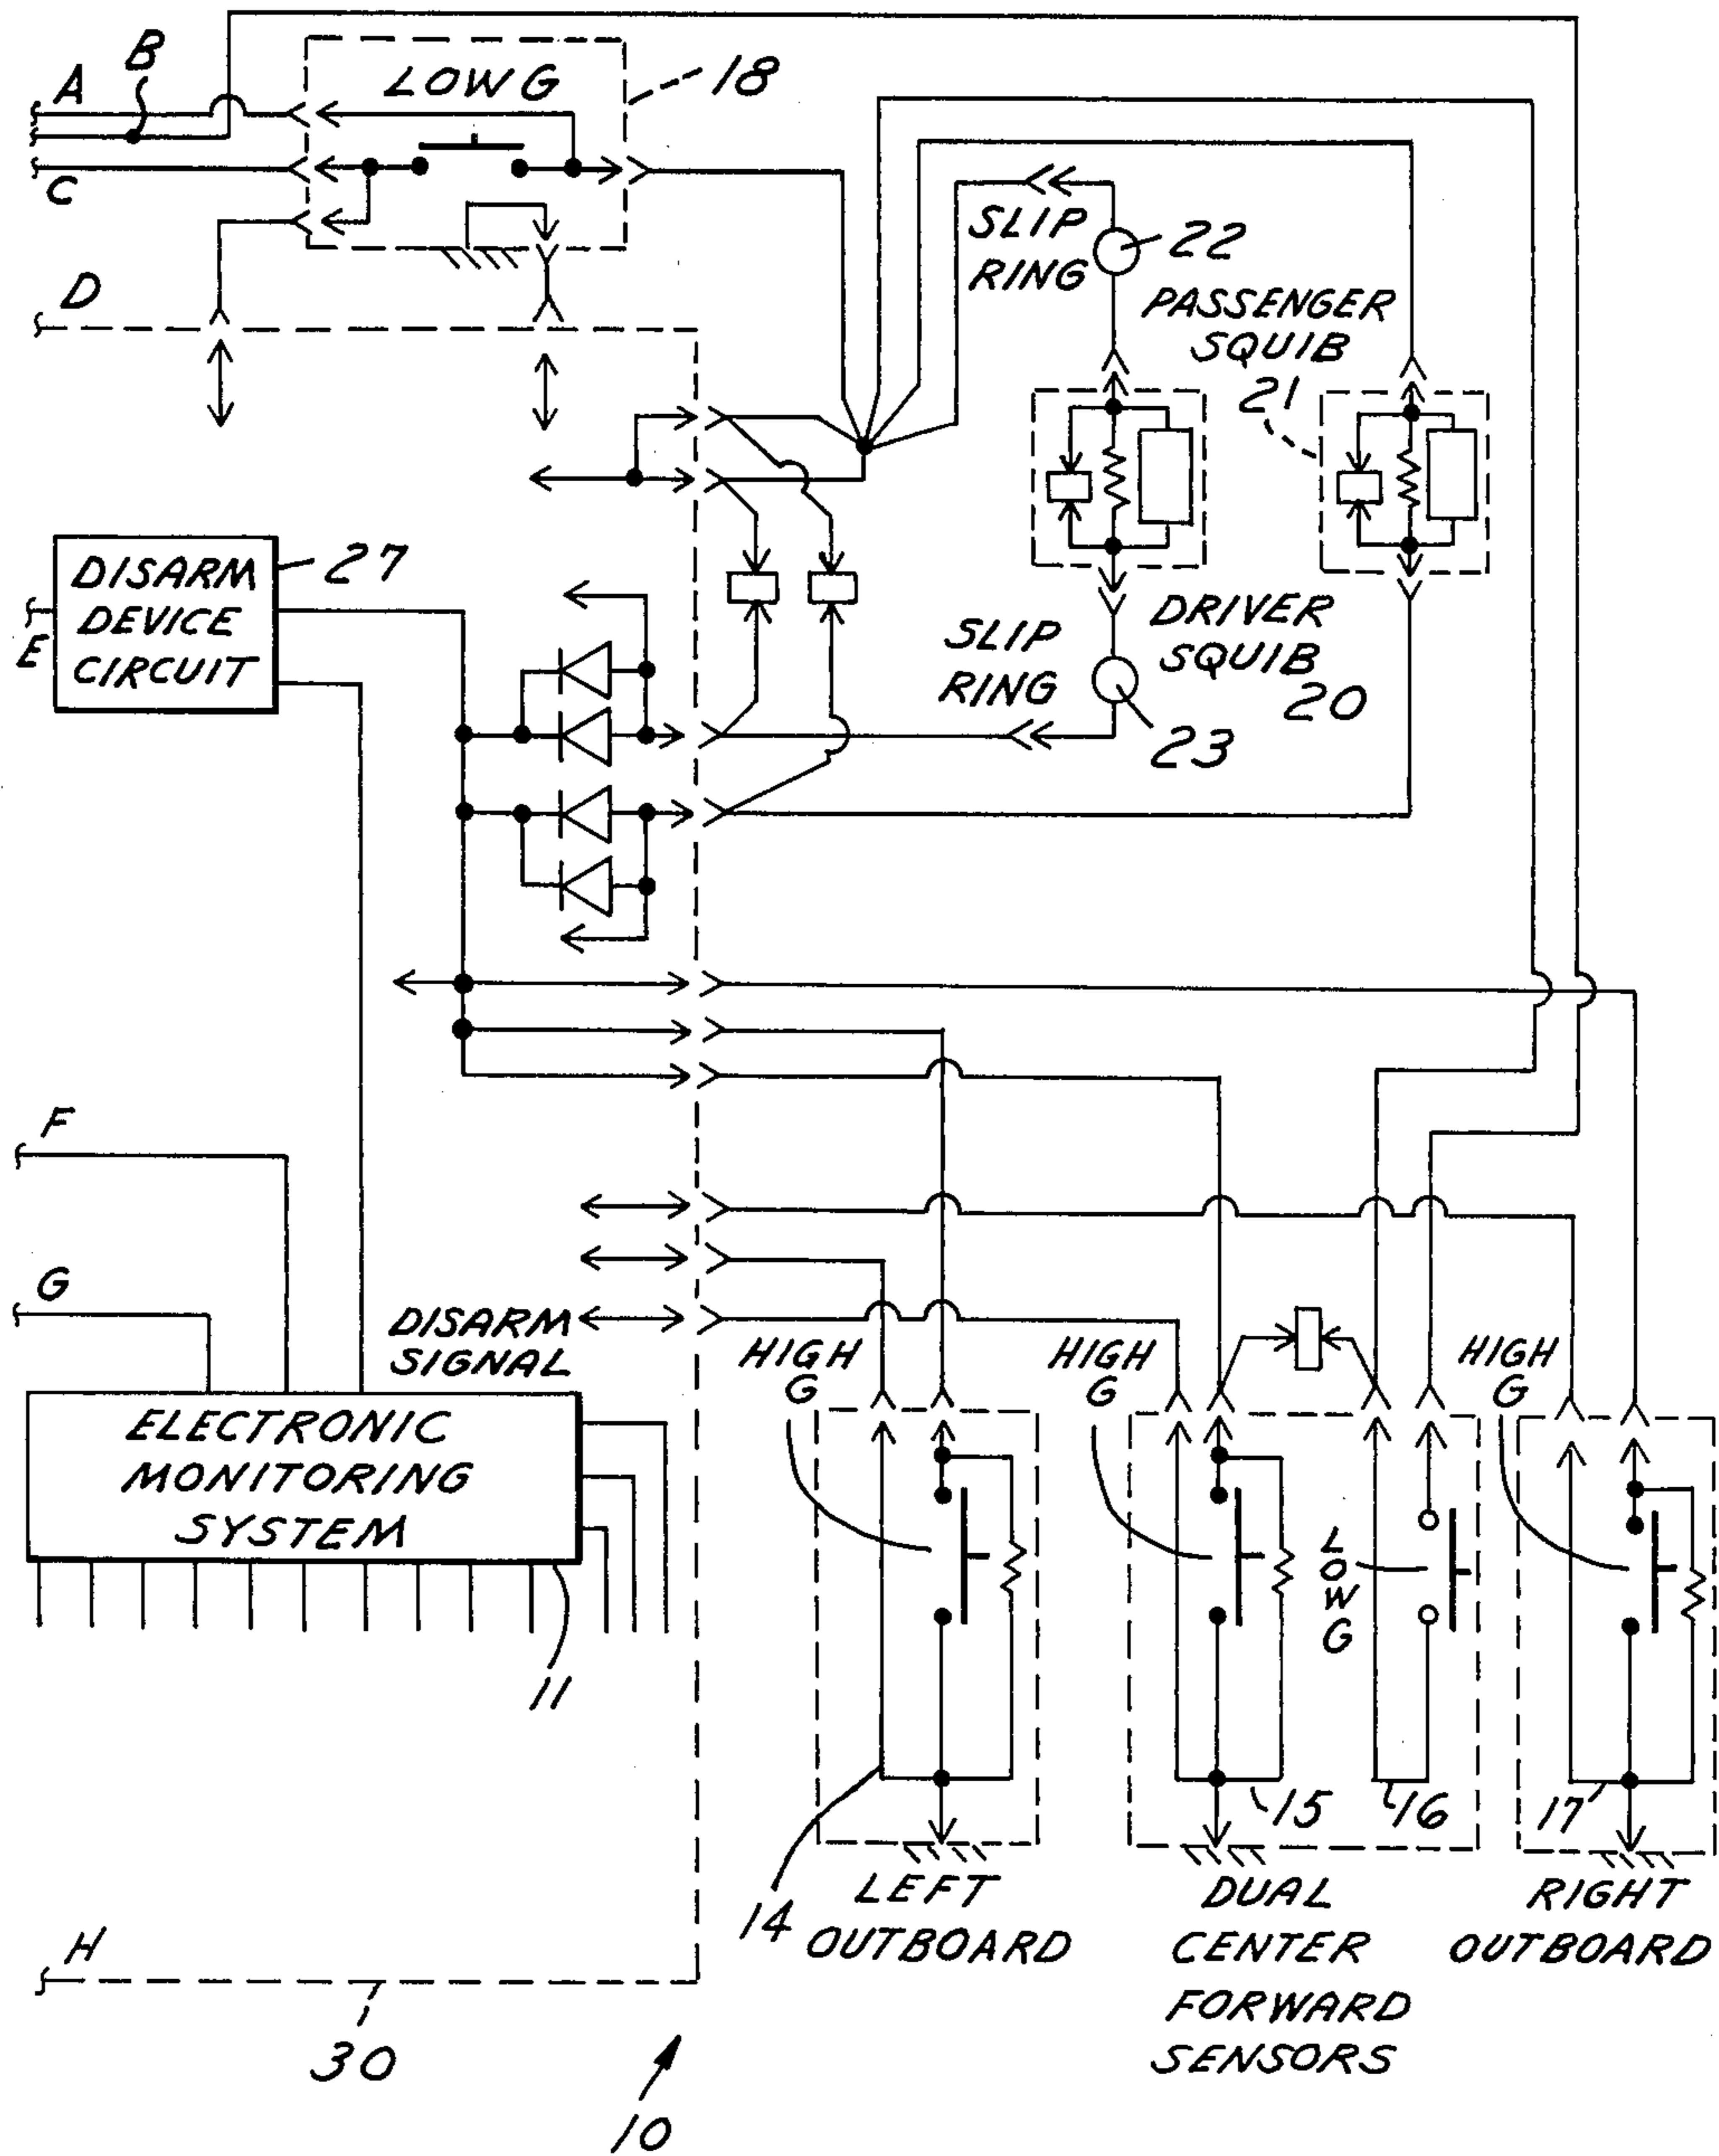 A
B
LOW G
18
C
SLIP
RING
22
D
PASSENGER
SQUIB
21
DISARM
DEVICE
CIRCUIT
27
E
SLIP
RING
DRIVER
SQUIB
20
23
F
G
DISARM
SIGNAL
HIGH
G
HIGH
G
HIGH
G
ELECTRONIC
MONITORING
SYSTEM
L
O
W
G
11
15
16
17
14
LEFT
OUTBOARD
DUAL
CENTER
FORWARD
SENSORS
RIGHT
OUTBOARD
H
30
10